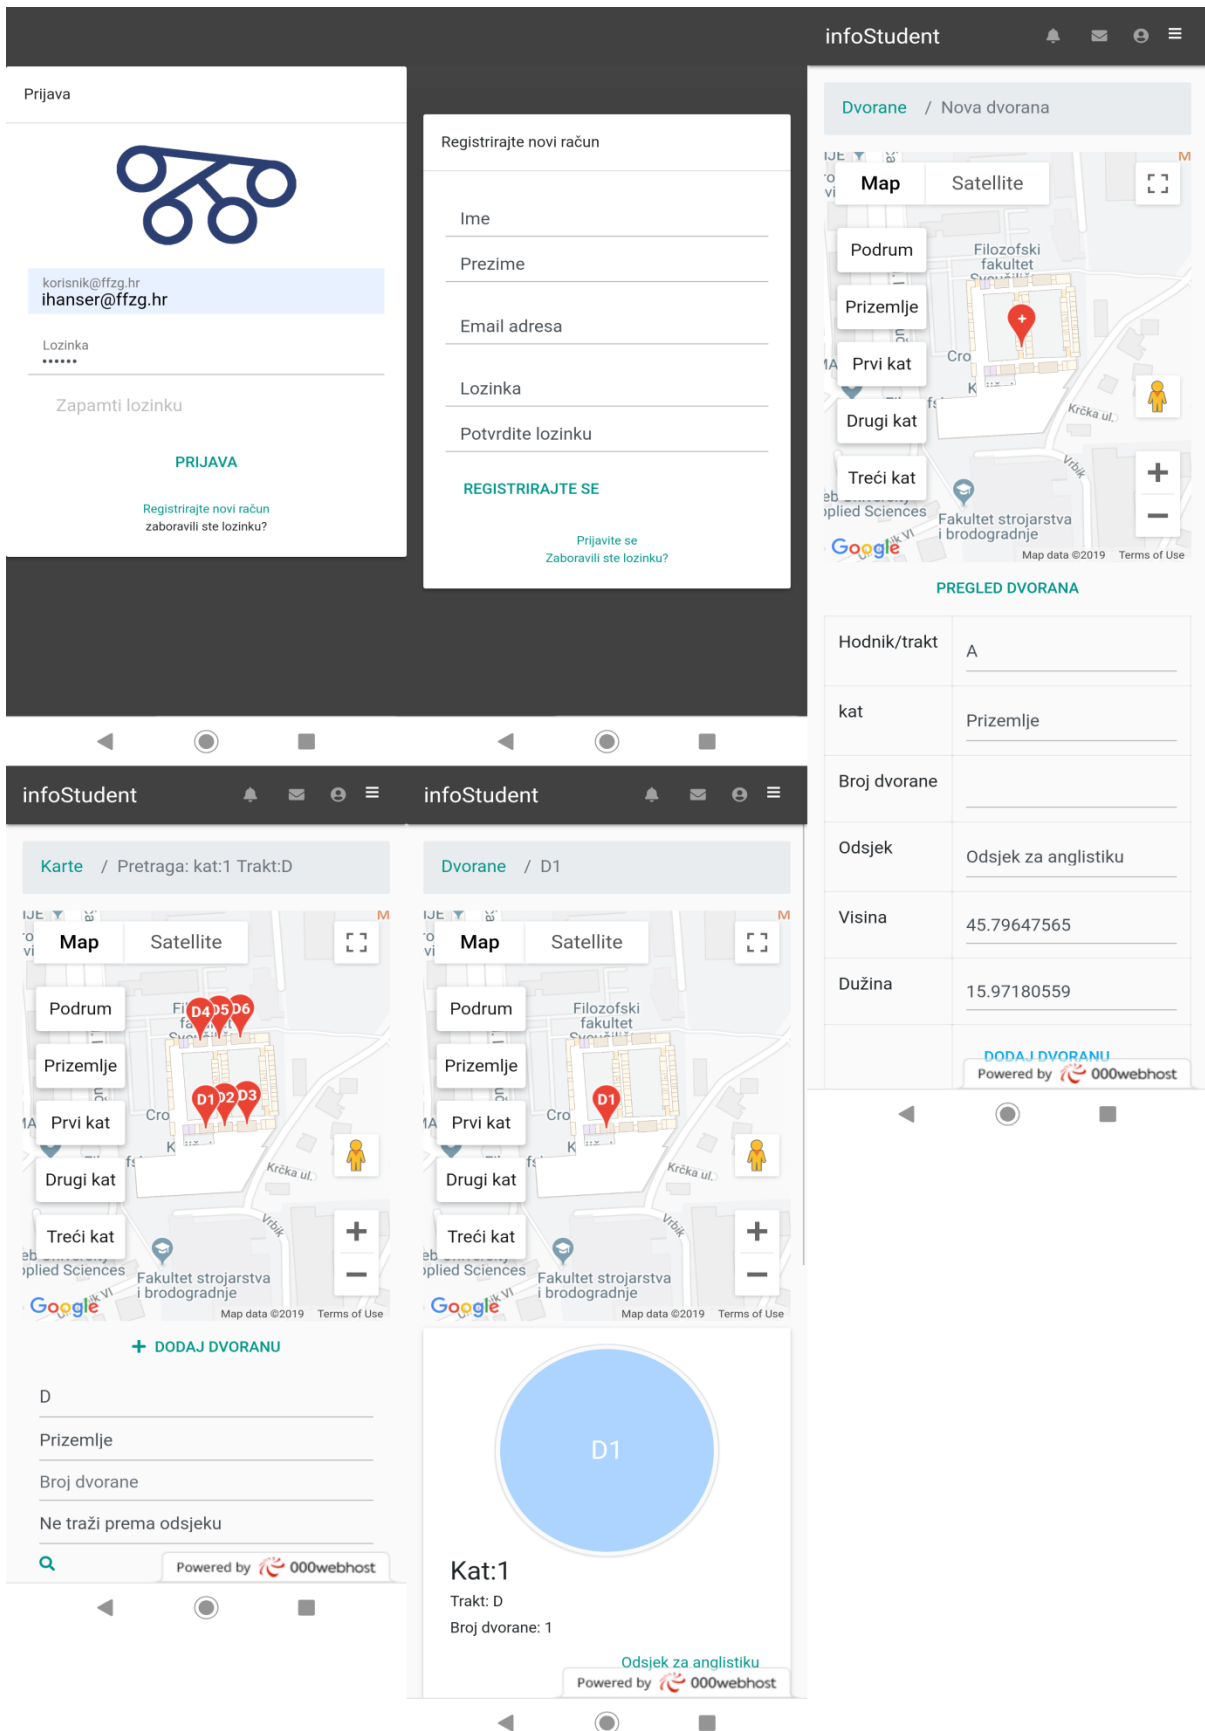 Prijava
korisnik@ffzg.hr
ihanser@ffzg.hr
Lozinka
••••••
Zapamti lozinku
PRIJAVA
Registrirajte novi račun
zaboravili ste lozinku?
Registrirajte novi račun
Ime
Prezime
Email adresa
Lozinka
Potvrdite lozinku
REGISTRIRAJTE SE
Prijavite se
Zaboravili ste lozinku?
infoStudent
Dvorane / Nova dvorana
Map
Satellite
Podrum
Prizemlje
Prvi kat
Drugi kat
Treći kat
Filozofski
fakultet
Cro
Krčka ul.
Vrbik
plied Sciences
Fakultet strojarstva
i brodogradnje
Google
Map data ©2019 Terms of Use
PREGLED DVORANA
Hodnik/trakt A
kat Prizemlje
Broj dvorane
Odsjek Odsjek za anglistiku
Visina 45.79647565
Dužina 15.97180559
DODAJ DVORANU
Powered by 000webhost
infoStudent
Karte / Pretraga: kat:1 Trakt:D
Map
Satellite
Podrum
Prizemlje
Prvi kat
Drugi kat
Treći kat
D4 D5 D6
D1 D2 D3
Cro
Krčka ul.
Vrbik
plied Sciences
Fakultet strojarstva
i brodogradnje
Google
Map data ©2019 Terms of Use
+ DODAJ DVORANU
D
Prizemlje
Broj dvorane
Ne traži prema odsjeku
Powered by 000webhost
infoStudent
Dvorane / D1
Map
Satellite
Podrum
Prizemlje
Prvi kat
Drugi kat
Treći kat
Filozofski
fakultet
D1
Cro
Krčka ul.
Vrbik
plied Sciences
Fakultet strojarstva
i brodogradnje
Google
Map data ©2019 Terms of Use
D1
Kat:1
Trakt: D
Broj dvorane: 1
Odsjek za anglistiku
Powered by 000webhost